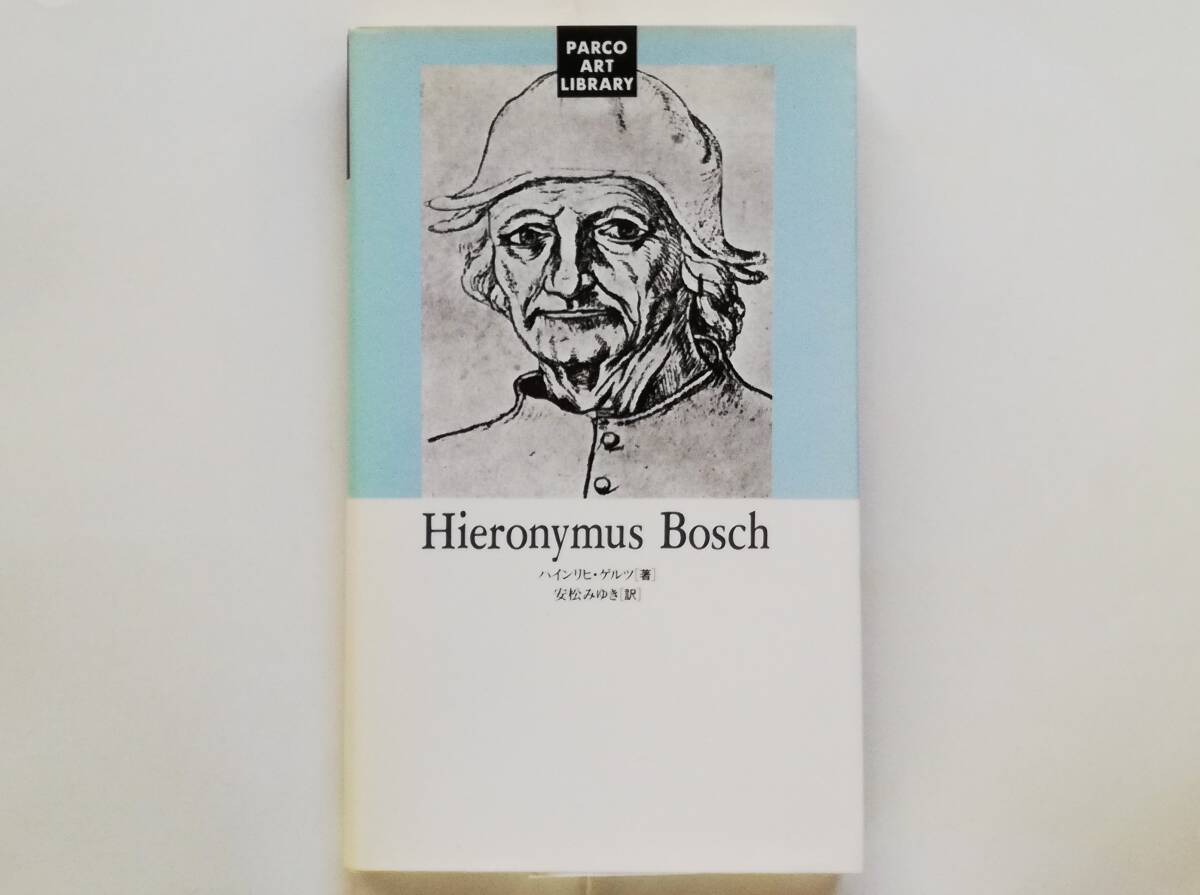 PARCO
ART
LIBRARY
Hieronymus Bosch
ハインリヒ・ゲルツ[著]
安松みゆき[訳]